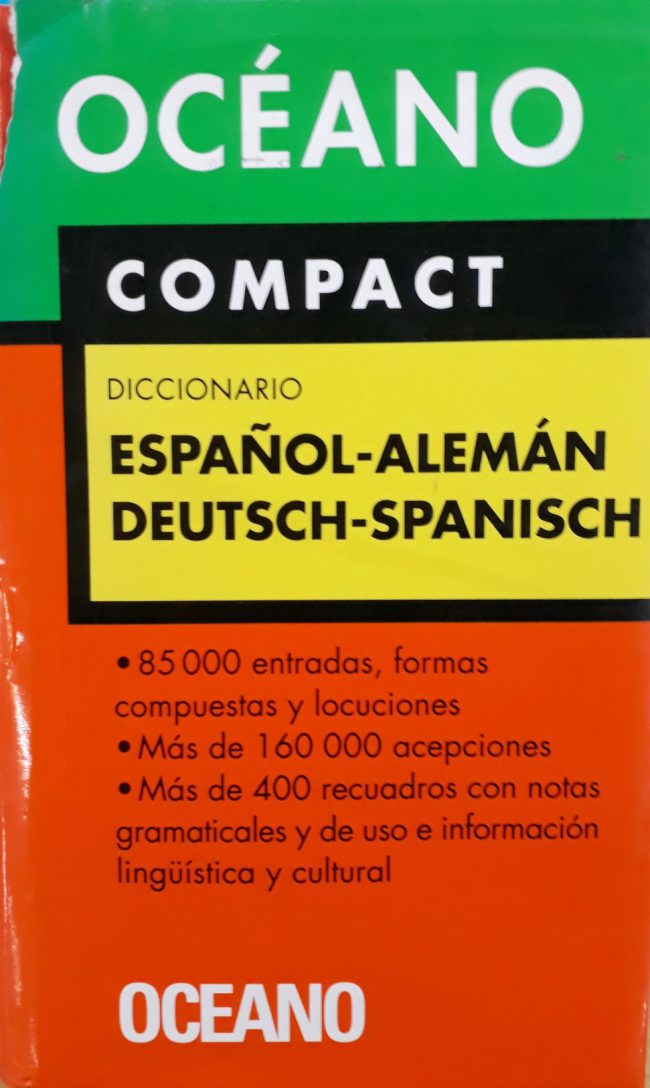 OCÉANO
COMPACT
DICCIONARIO
ESPAÑOL-ALEMÁN
DEUTSCH-SPANISCH
• 85 000 entradas, formas
compuestas y locuciones
• Más de 160 000 acepciones
• Más de 400 recuadros con notas
gramaticales y de uso e información
lingüística y cultural
OCEANO